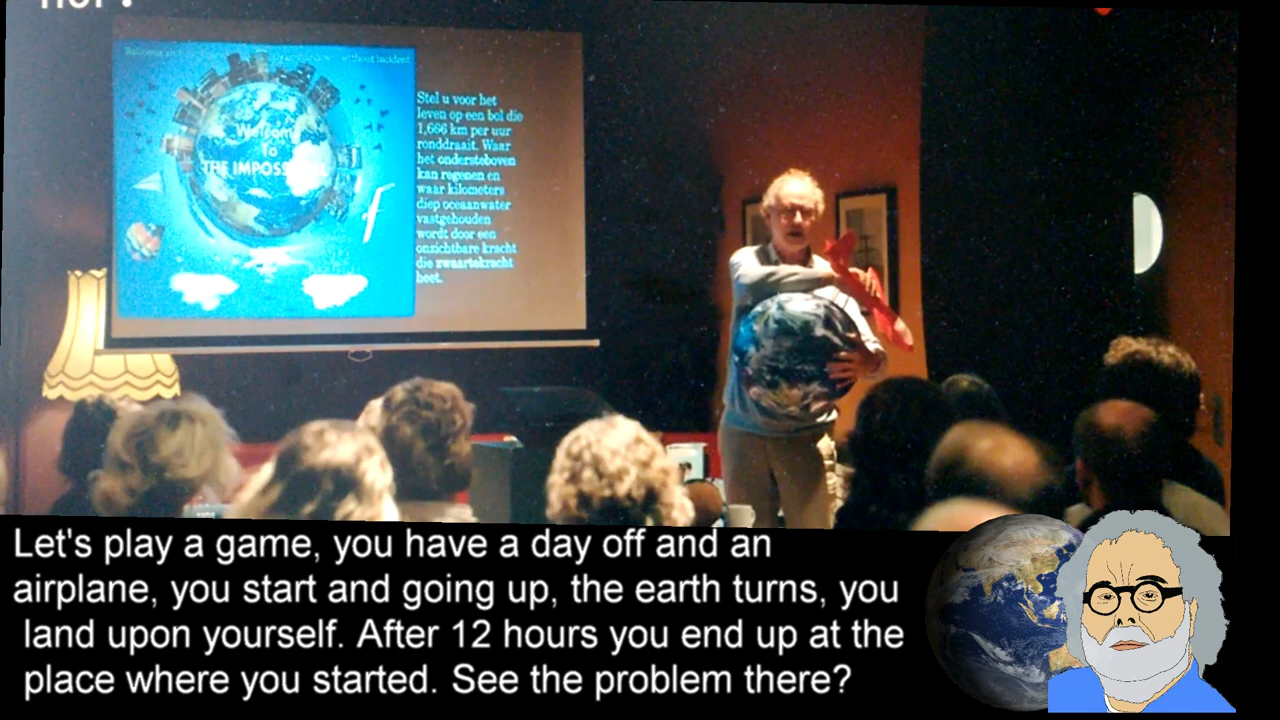 not?
without incident
Welcome
To
THE IMPOSS
Stel u voor het
leven op een bol die
1,666 km per uur
ronddraait. Waar
het ondersteboven
kan regenen en
waar kilometers
diep oceaanwater
vastgehouden
wordt door een
onzichtbare kracht
die zwaartekracht
heet.
Let's play a game, you have a day off and an
airplane, you start and going up, the earth turns, you
land upon yourself. After 12 hours you end up at the
place where you started. See the problem there?